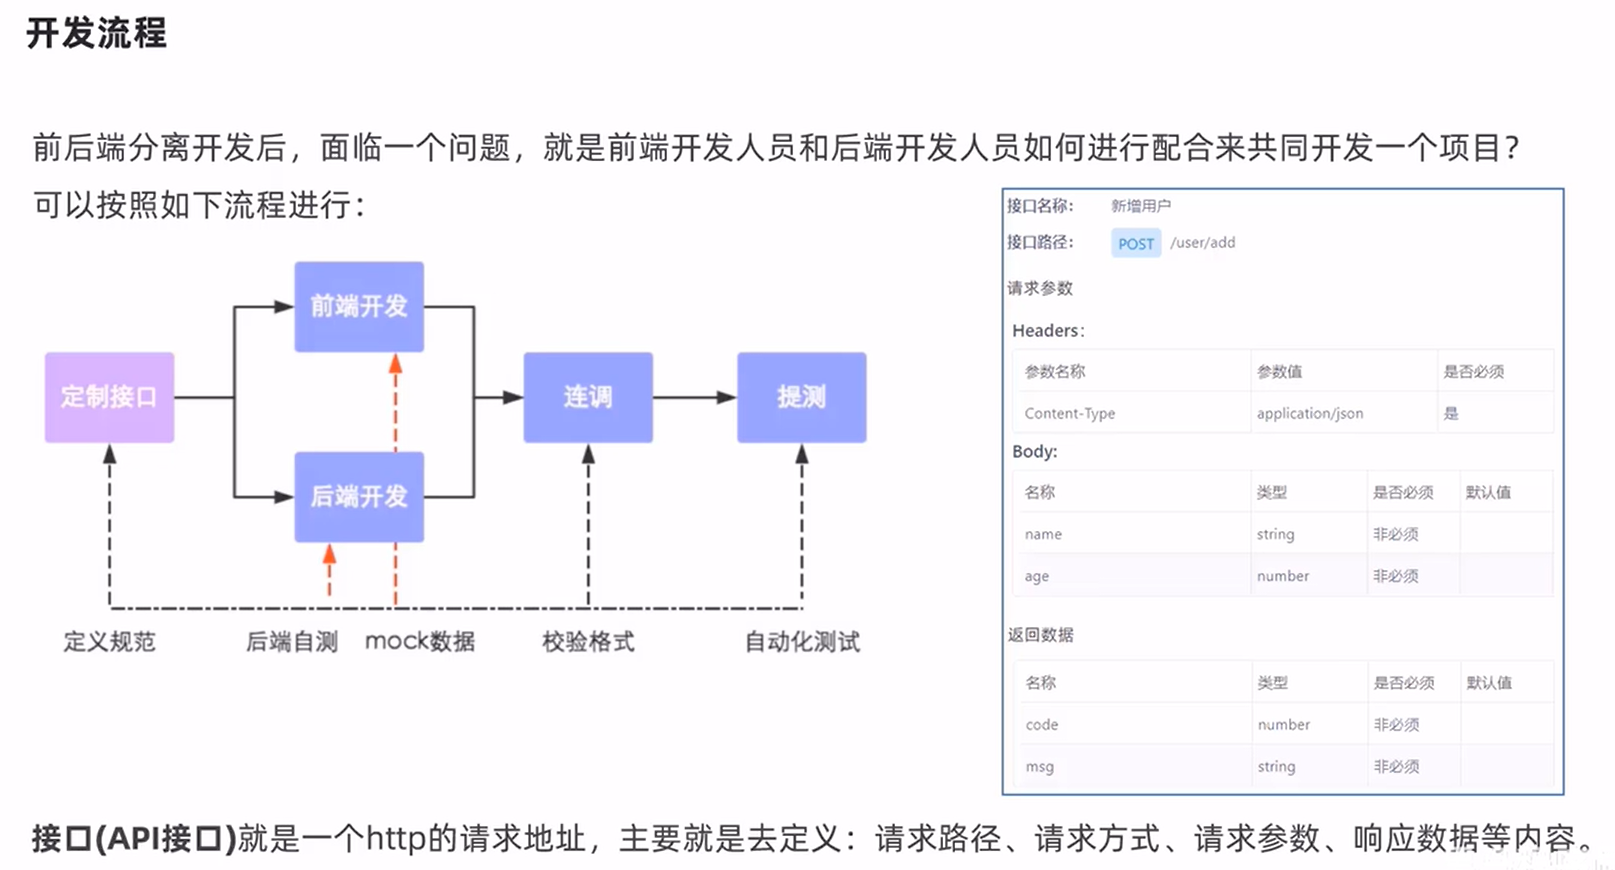 开发流程
前后端分离开发后，面临一个问题，就是前端开发人员和后端开发人员如何进行配合来共同开发一个项目？
可以按照如下流程进行：
前端开发
定制接口
连调
提测
后端开发
定义规范
后端自测
mock数据
校验格式
自动化测试
接口名称： 新增用户
接口路径： POST /user/add
请求参数
Headers：
参数名称 参数值 是否必须
Content-Type application/json 是
Body:
名称 类型 是否必须 默认值
name string 非必须
age number 非必须
返回数据
名称 类型 是否必须 默认值
code number 非必须
msg string 非必须
接口(API接口)就是一个http的请求地址，主要就是去定义：请求路径、请求方式、请求参数、响应数据等内容。